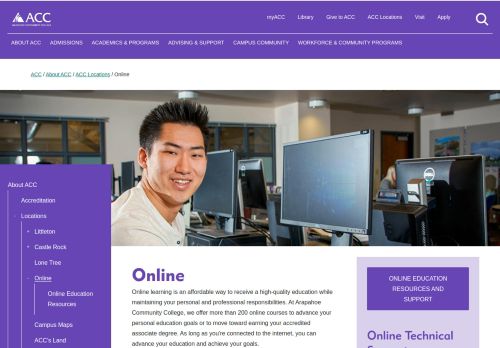 myACC Library Give to ACC ACC Locations Visit Apply
ACC
ABOUT ACC ADMISSIONS ACADEMICS & PROGRAMS ADVISING & SUPPORT CAMPUS COMMUNITY WORKFORCE & COMMUNITY PROGRAMS
ACC / About ACC / ACC Locations / Online
About ACC
Accreditation
- Locations
+ Littleton
+ Castle Rock
Lone Tree
- Online
Online Education
Resources
Campus Maps
ACC's Land
Online
Online learning is an affordable way to receive a high-quality education while
maintaining your personal and professional responsibilities. At Arapahoe
Community College, we offer more than 200 online courses to advance your
personal education goals or to move toward earning your accredited
associate degree. As long as you're connected to the internet, you can
advance your education and achieve your goals.
ONLINE EDUCATION
RESOURCES AND
SUPPORT
Online Technical